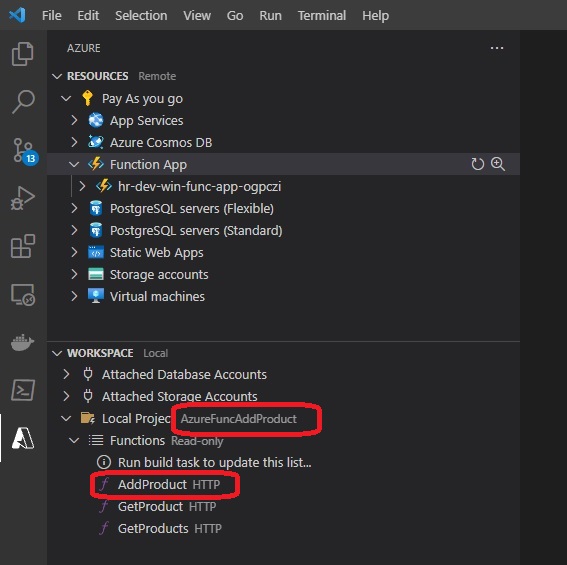 File Edit Selection View Go Run Terminal Help
AZURE
RESOURCES Remote
Pay As you go
App Services
Azure Cosmos DB
Function App
hr-dev-win-func-app-ogpczi
PostgreSQL servers (Flexible)
PostgreSQL servers (Standard)
Static Web Apps
Storage accounts
Virtual machines
13
WORKSPACE Local
Attached Database Accounts
Attached Storage Accounts
Local Project AzureFuncAddProduct
Functions Read-only
Run build task to update this list...
AddProduct HTTP
GetProduct HTTP
GetProducts HTTP